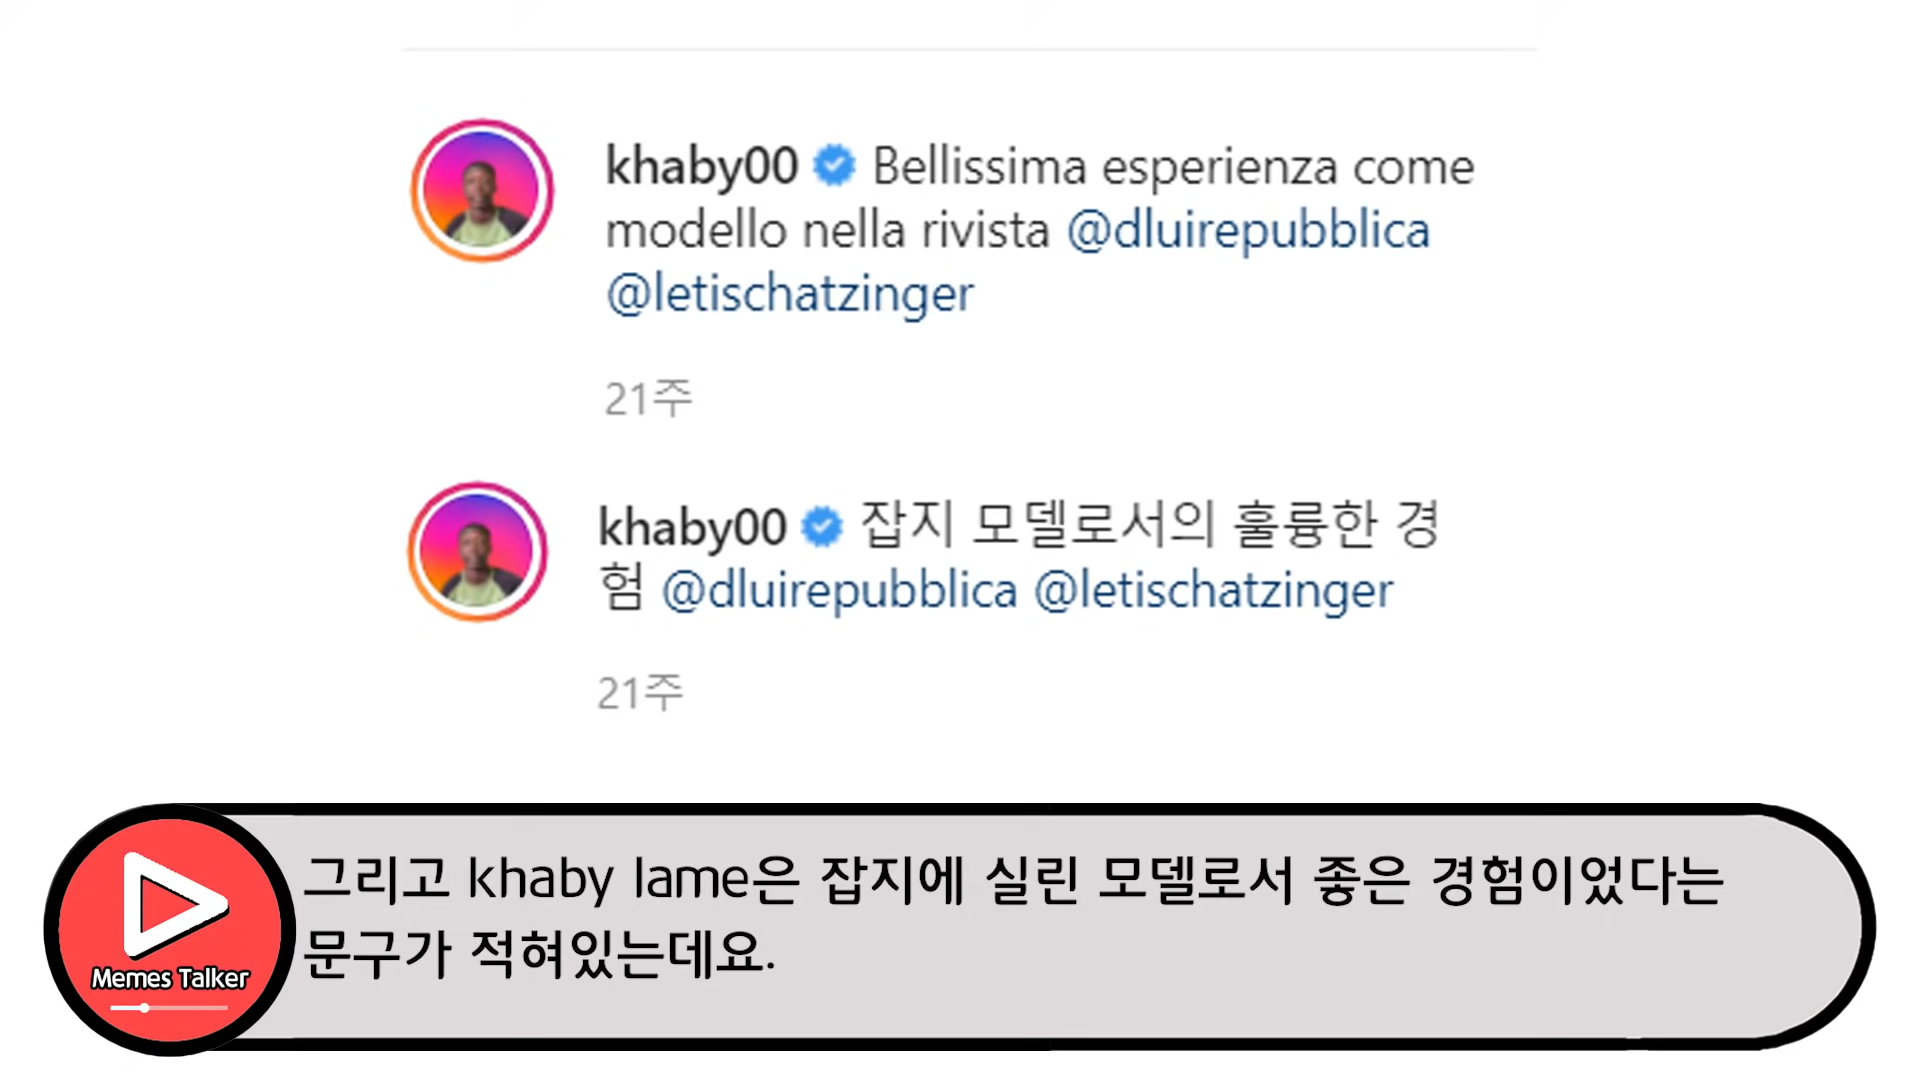 khaby00 Bellissima esperienza come
modello nella rivista @dluirepubblica
@letischatzinger
21주
khaby00 잡지 모델로서의 훌륭한 경
험 @dluirepubblica @letischatzinger
21주
그리고 khaby lame은 잡지에 실린 모델로서 좋은 경험이었다는
문구가 적혀있는데요.
Memes Talker